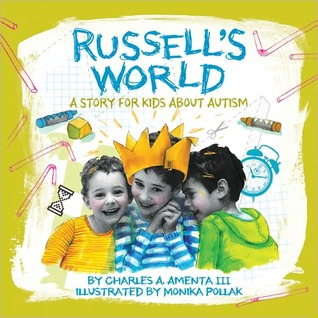 RUSSELL'S
WORLD
A STORY FOR KIDS ABOUT AUTISM
BY CHARLES A. AMENTA III
ILLUSTRATED BY MONIKA POLLAK